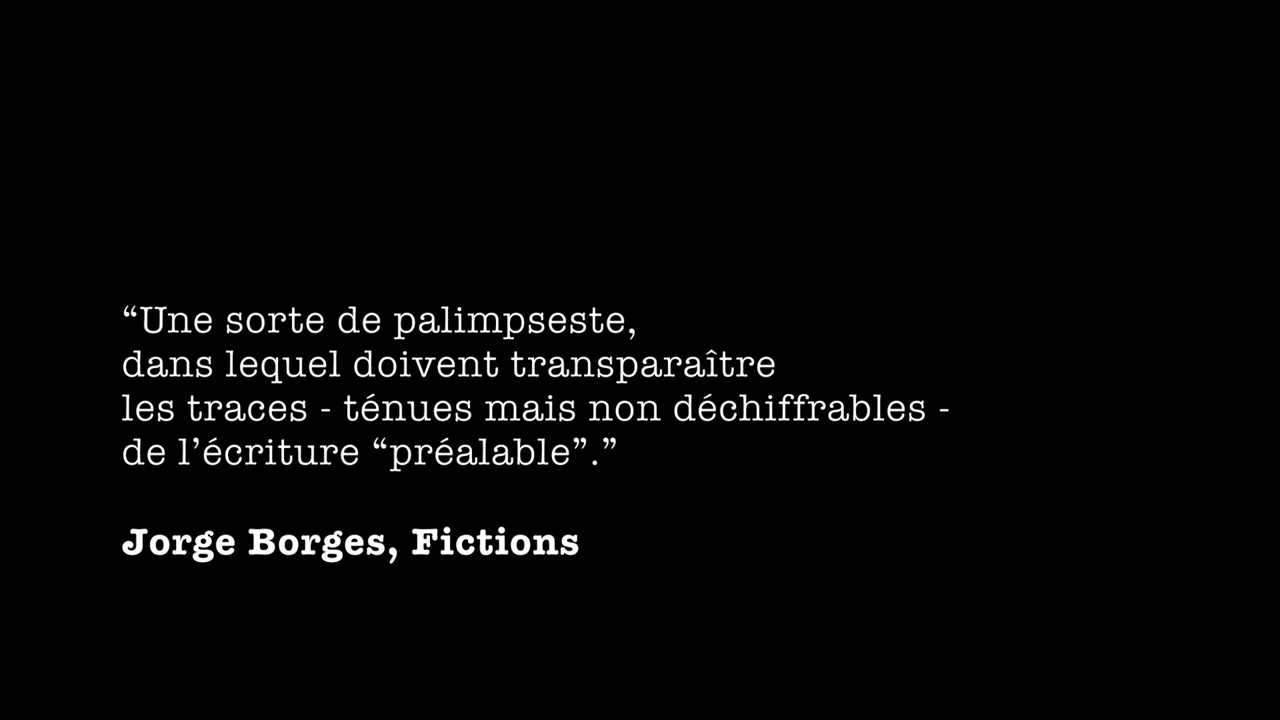 “Une sorte de palimpseste,
dans lequel doivent transparaître
les traces - ténues mais non déchiffrables -
de l’écriture “préalable”.”
Jorge Borges, Fictions